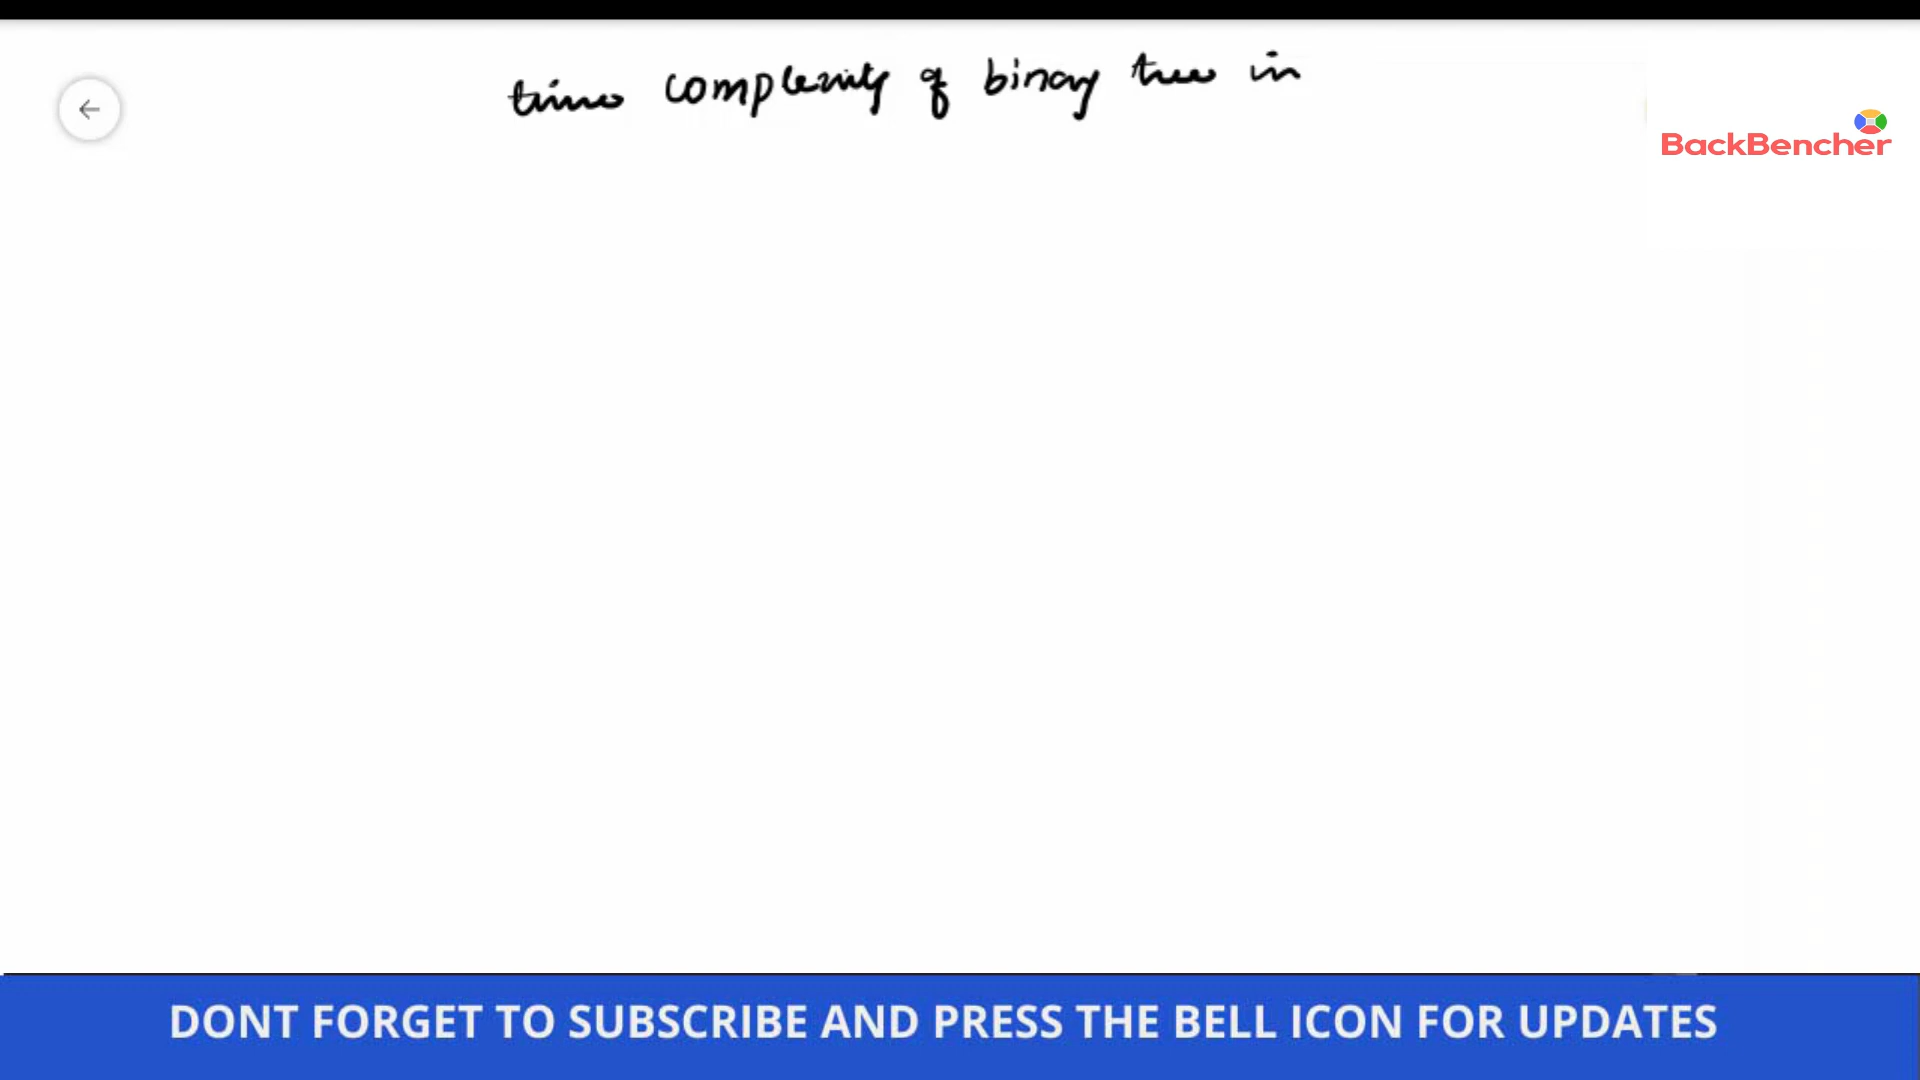 time complexity of binary tree in
BackBencher
DONT FORGET TO SUBSCRIBE AND PRESS THE BELL ICON FOR UPDATES